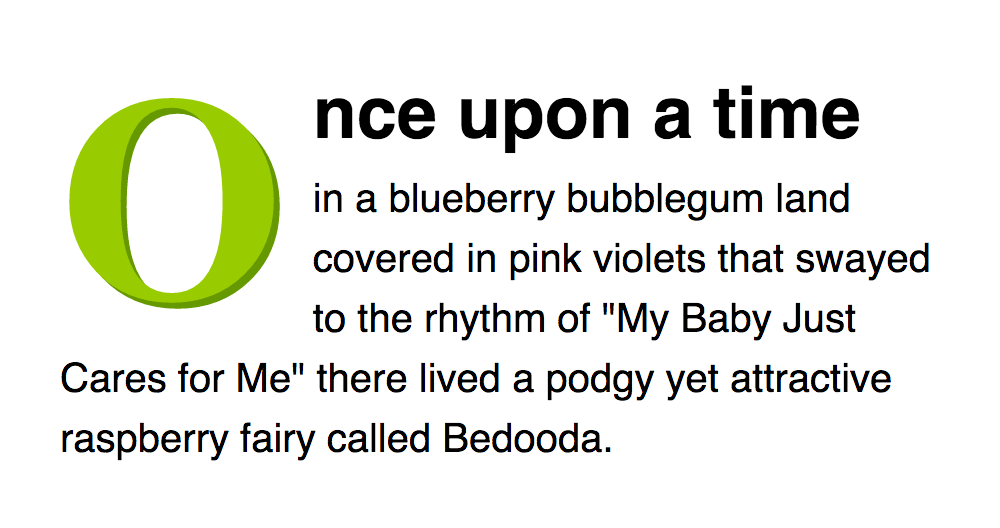 Once upon a time
in a blueberry bubblegum land
covered in pink violets that swayed
to the rhythm of "My Baby Just
Cares for Me" there lived a podgy yet attractive
raspberry fairy called Bedooda.